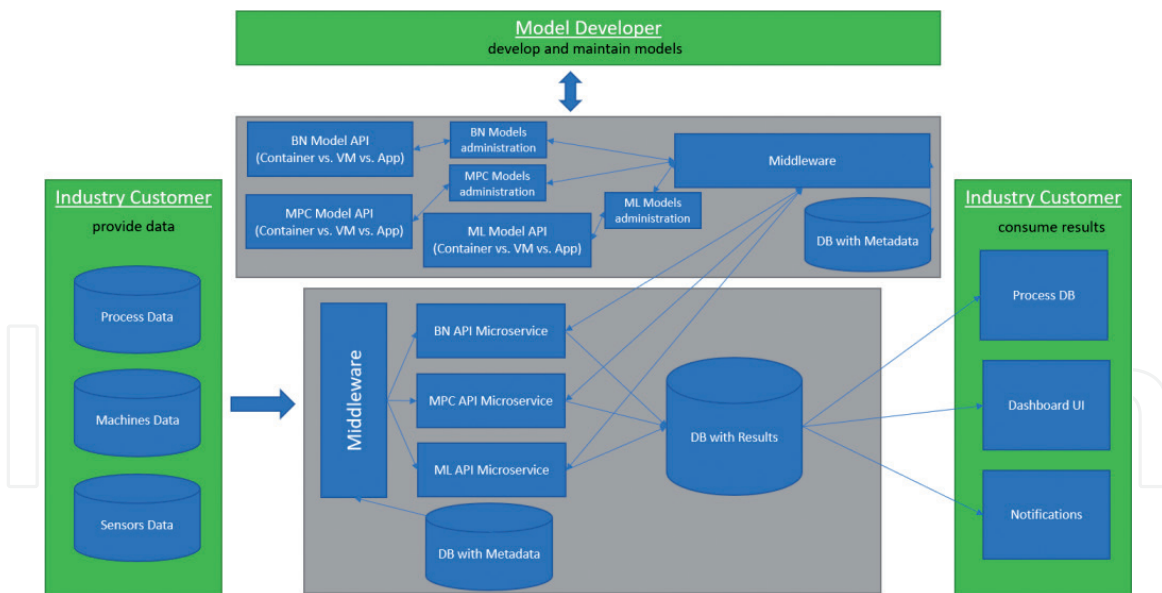 Model Developer
develop and maintain models
BN Model API
(Container vs. VM vs. App)
BN Models
administration
MPC Models
administration
MPC Model API
(Container vs. VM vs. App)
ML Model API
(Container vs. VM vs. App)
ML Models
administration
Middleware
DB with Metadata
Industry Customer
provide data
Process Data
Machines Data
Sensors Data
Middleware
BN API Microservice
MPC API Microservice
ML API Microservice
DB with Metadata
DB with Results
Industry Customer
consume results
Process DB
Dashboard UI
Notifications